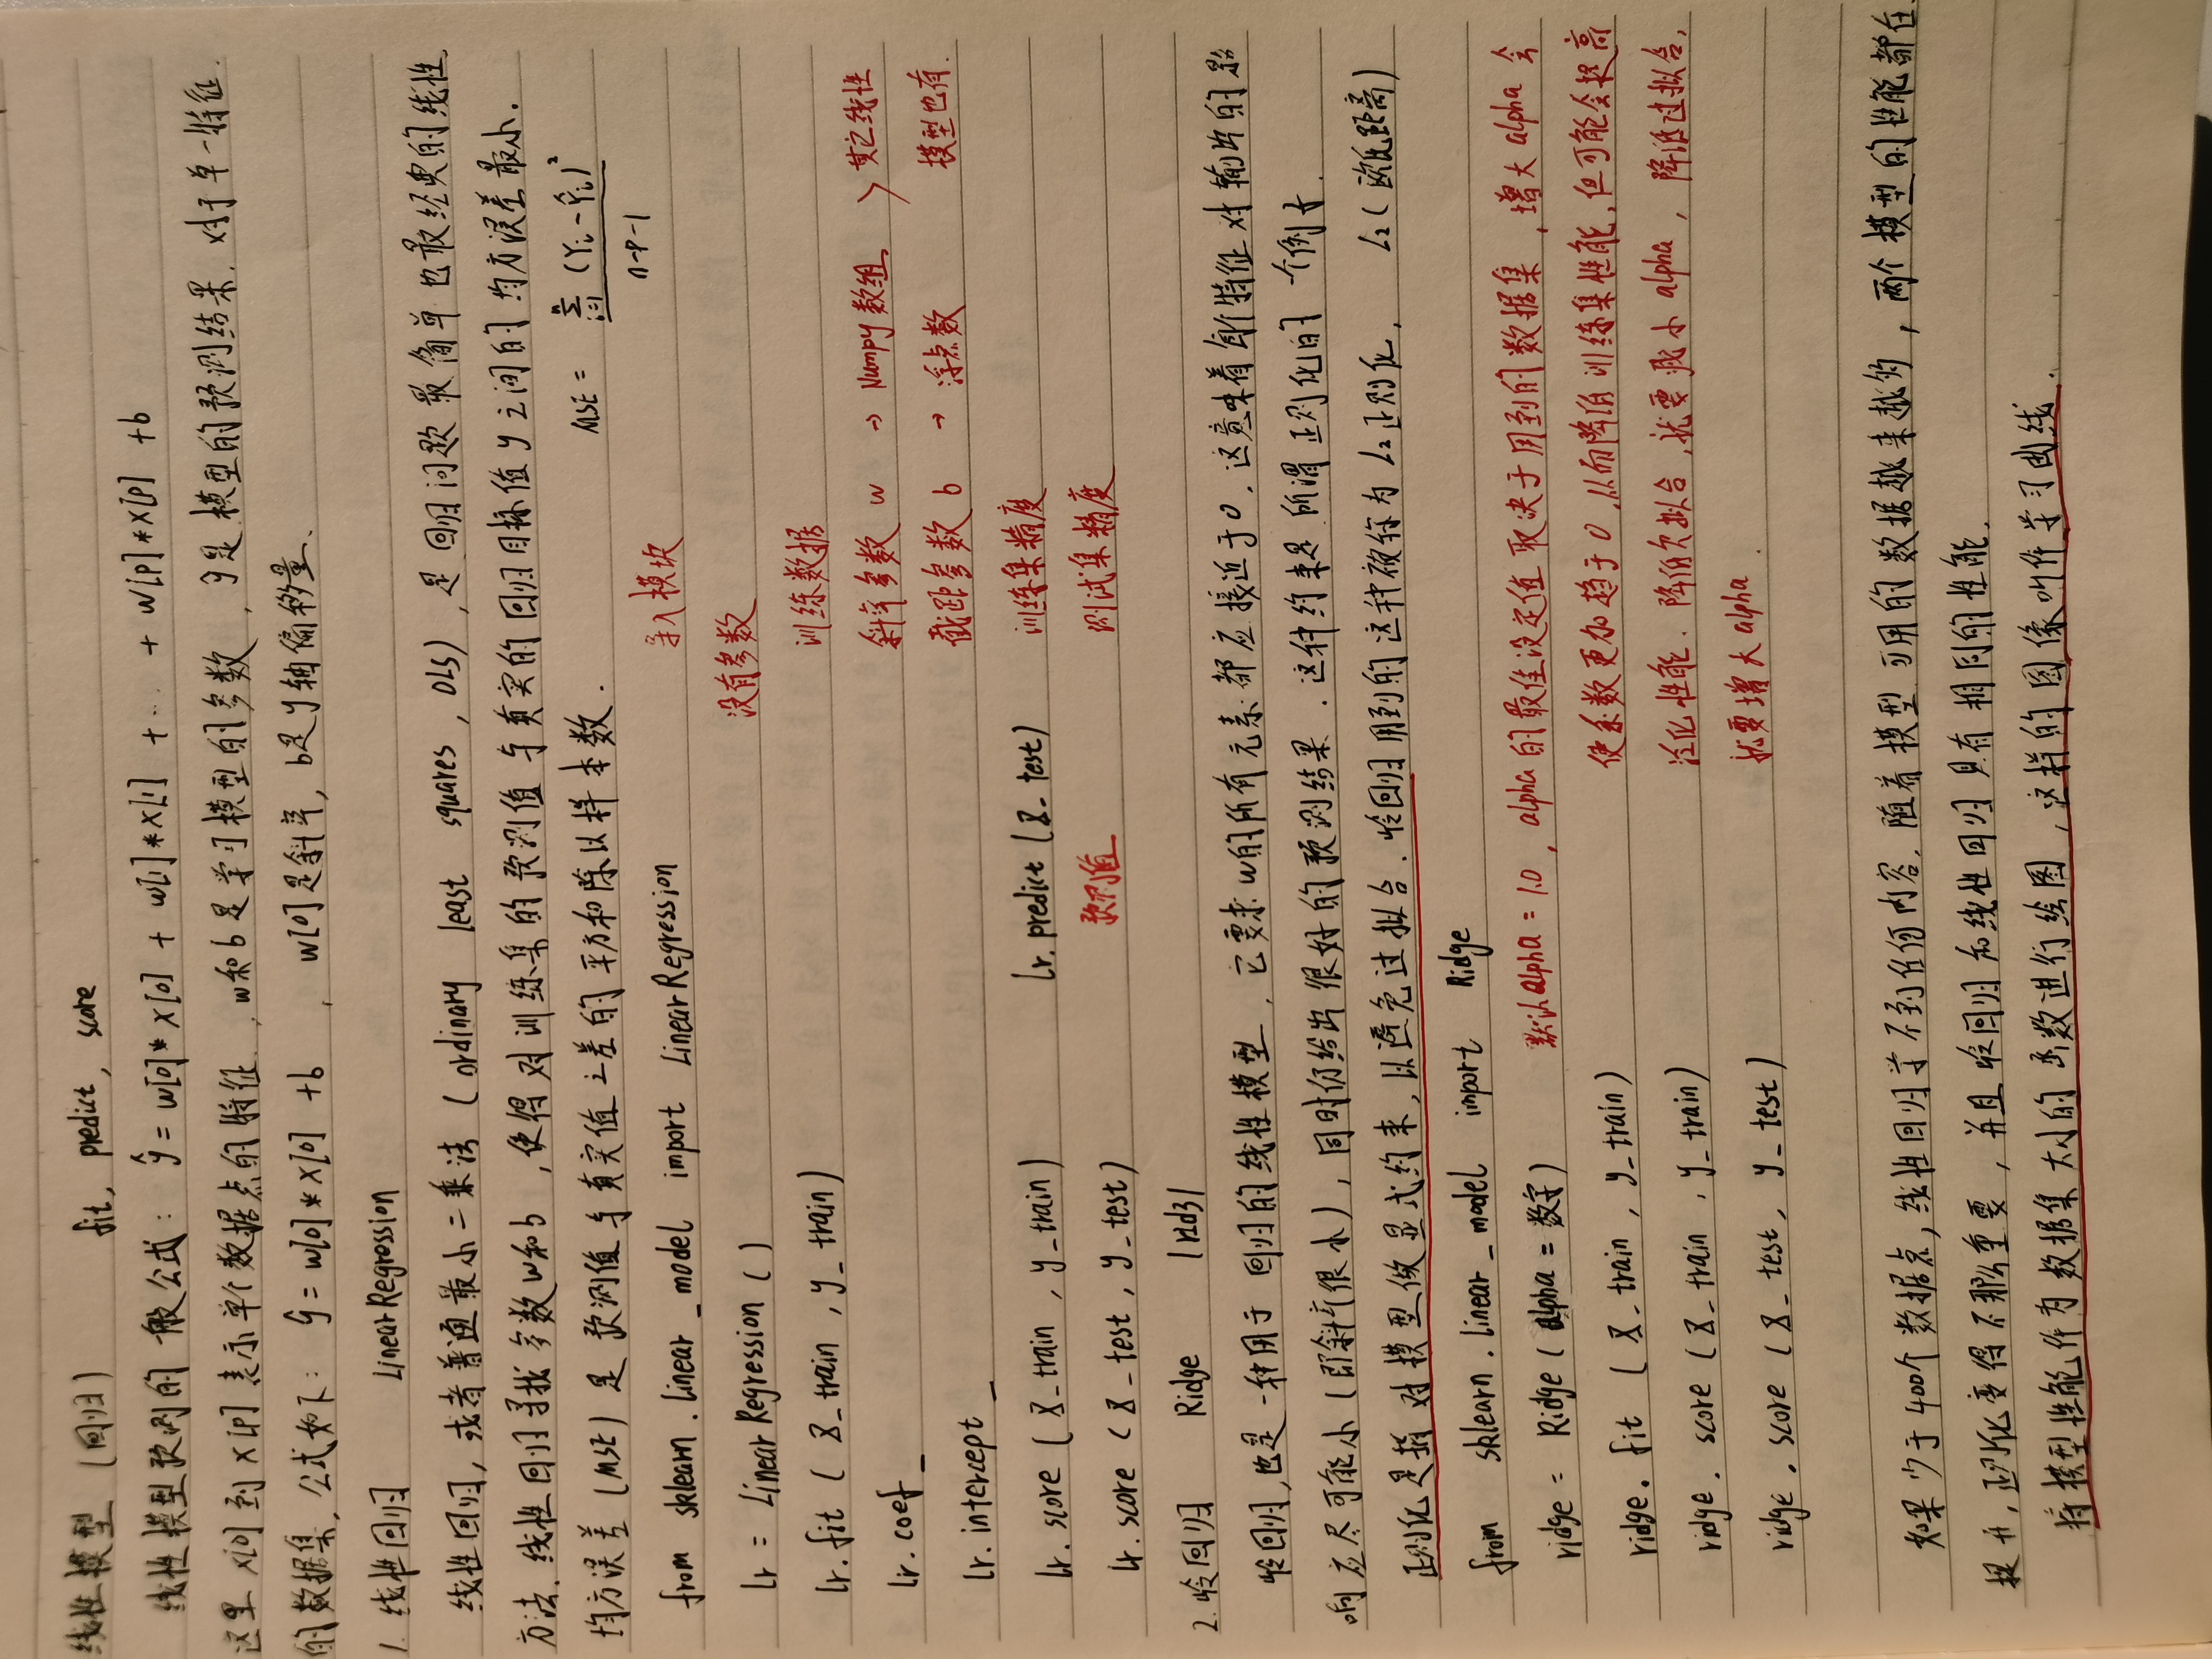 线性模型 (回归) fit, predict, score
线性模型预测的一般公式: ŷ = w[0]*x[0] + w[1]*x[1] + ... + w[p]*x[p] +b
这里 x[0] 到 x[p] 表示单个数据点的特征, w和b是学习模型的参数, ŷ是模型的预测结果, 对于单一特征
的数据集, 公式如下: ŷ = w[0]*x[0] +b , w[0]是斜率, b是y轴偏移量.
1. 线性回归 LinearRegression
线性回归, 或者普通最小二乘法 (ordinary least squares, OLS), 是回归问题最简单也最经典的线性
方法. 线性回归寻找参数w和b, 使得对训练集的预测值与真实的回归目标值y之间的均方误差最小.
均方误差 (MSE) 是预测值与真实值之差的平方和除以样本数. MSE = Σⁿᵢ₌₁ (Yᵢ-Ŷᵢ)² / n-p-1
from sklearn.linear_model import LinearRegression 导入模块
lr = LinearRegression () 没有参数
lr.fit (X_train, y_train) 训练数据
lr.coef_ 斜率参数 w → Numpy数组 > 其它线性
lr.intercept_ 截距参数 b → 浮点数 模型也有.
lr.score (X_train, y_train) lr.predict (X_test) 训练集精度
lr.score (X_test, y_test) 预测值 测试集精度
2. 岭回归 Ridge [rɪdʒ]
岭回归, 也是一种用于回归的线性模型, 它要求w的所有元素都应接近于0. 这意味着每个特征对输出的影
响应尽可能小 (即斜率很小), 同时仍给出很好的预测结果. 这种约束是所谓正则化的一个例子.
正则化是指对模型做显式约束, 以避免过拟合. 岭回归用到的这种被称为L₂正则化. L₂ (欧氏距离)
from sklearn.linear_model import Ridge
ridge = Ridge (alpha = 数字) 默认alpha = 1.0, alpha的最佳设定值取决于用到的数据集, 增大alpha会
ridge.fit (X_train, y_train) 使系数更加趋于0, 从而降低训练集性能, 但可能会提高
ridge.score (X_train, y_train) 泛化性能. 降低欠拟合, 就要减小alpha, 降低过拟合,
ridge.score (X_test, y_test) 就要增大alpha.
如果少于400个数据点, 线性回归学不到任何内容, 随着模型可用的数据越来越多, 两个模型的性能都在
提升, 正则化变得不那么重要, 并且岭回归和线性回归具有相同的性能.
将模型性能作为数据集大小的函数进行绘图, 这样的图像叫作学习曲线.